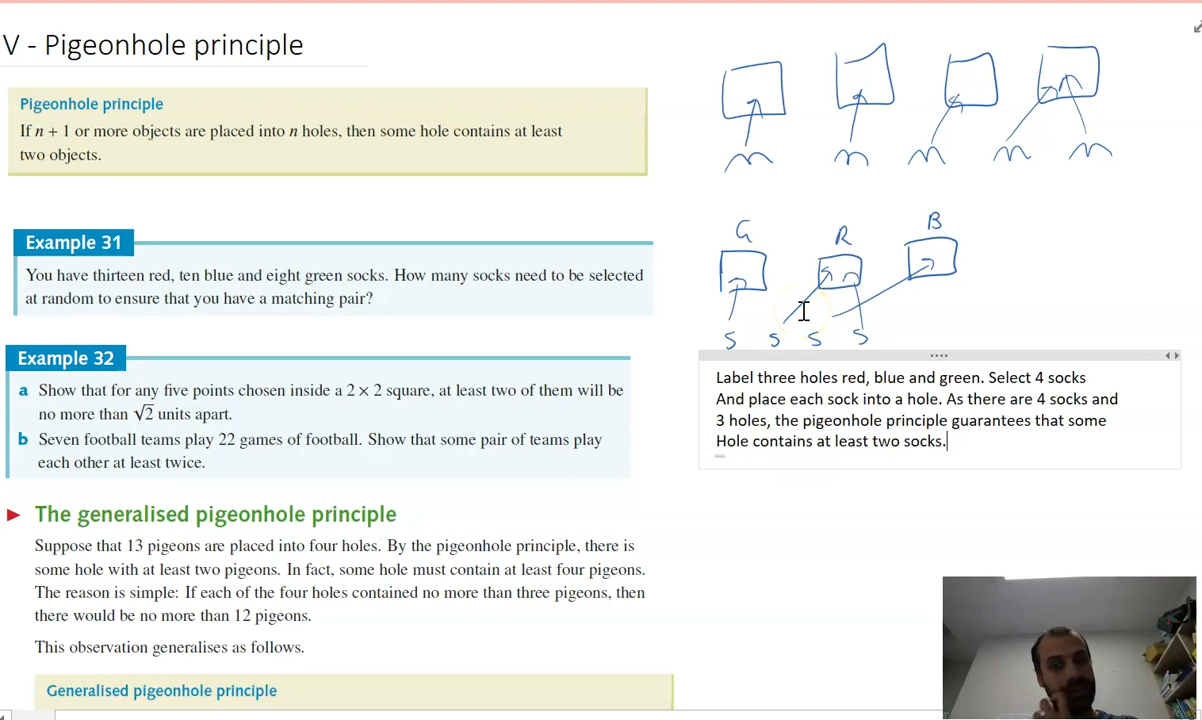 V - Pigeonhole principle
Pigeonhole principle
If n + 1 or more objects are placed into n holes, then some hole contains at least
two objects.
Example 31
You have thirteen red, ten blue and eight green socks. How many socks need to be selected
at random to ensure that you have a matching pair?
Example 32
a Show that for any five points chosen inside a 2 × 2 square, at least two of them will be
no more than √2 units apart.
b Seven football teams play 22 games of football. Show that some pair of teams play
each other at least twice.
The generalised pigeonhole principle
Suppose that 13 pigeons are placed into four holes. By the pigeonhole principle, there is
some hole with at least two pigeons. In fact, some hole must contain at least four pigeons.
The reason is simple: If each of the four holes contained no more than three pigeons, then
there would be no more than 12 pigeons.
This observation generalises as follows.
Generalised pigeonhole principle
G R B
S S S S
Label three holes red, blue and green. Select 4 socks
And place each sock into a hole. As there are 4 socks and
3 holes, the pigeonhole principle guarantees that some
Hole contains at least two socks.